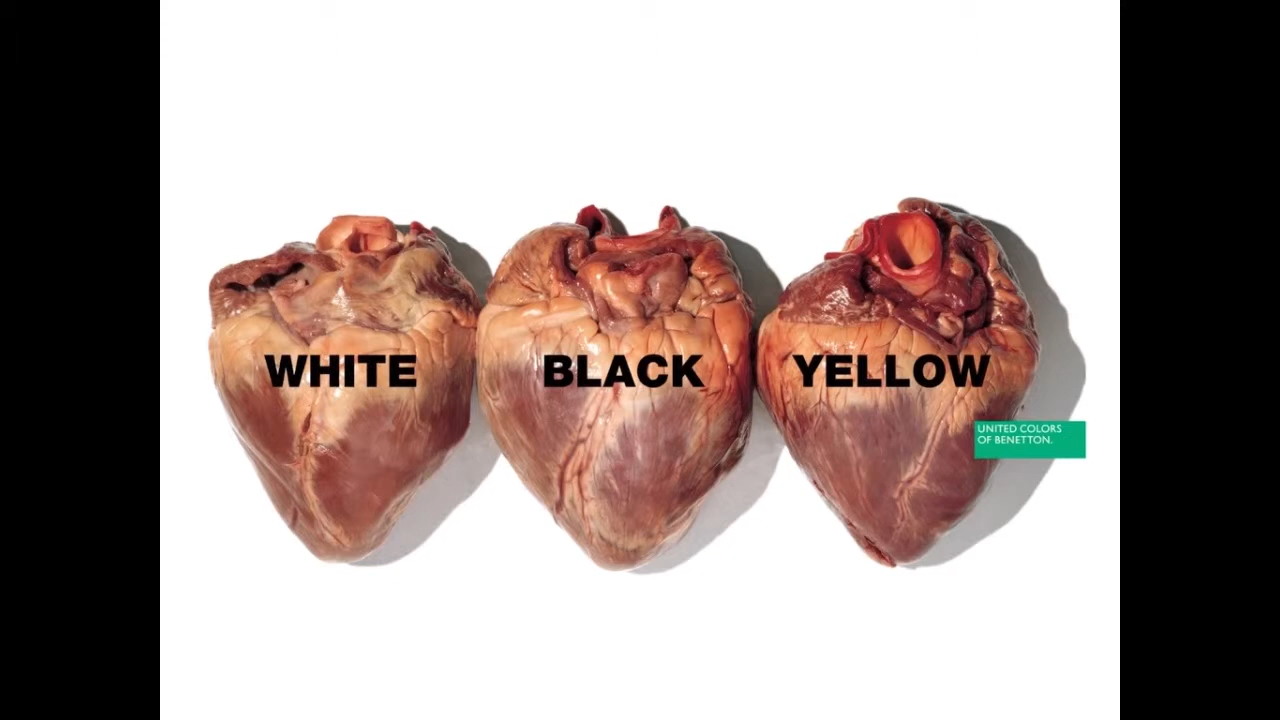 WHITE
BLACK
YELLOW
UNITED COLORS
OF BENETTON.